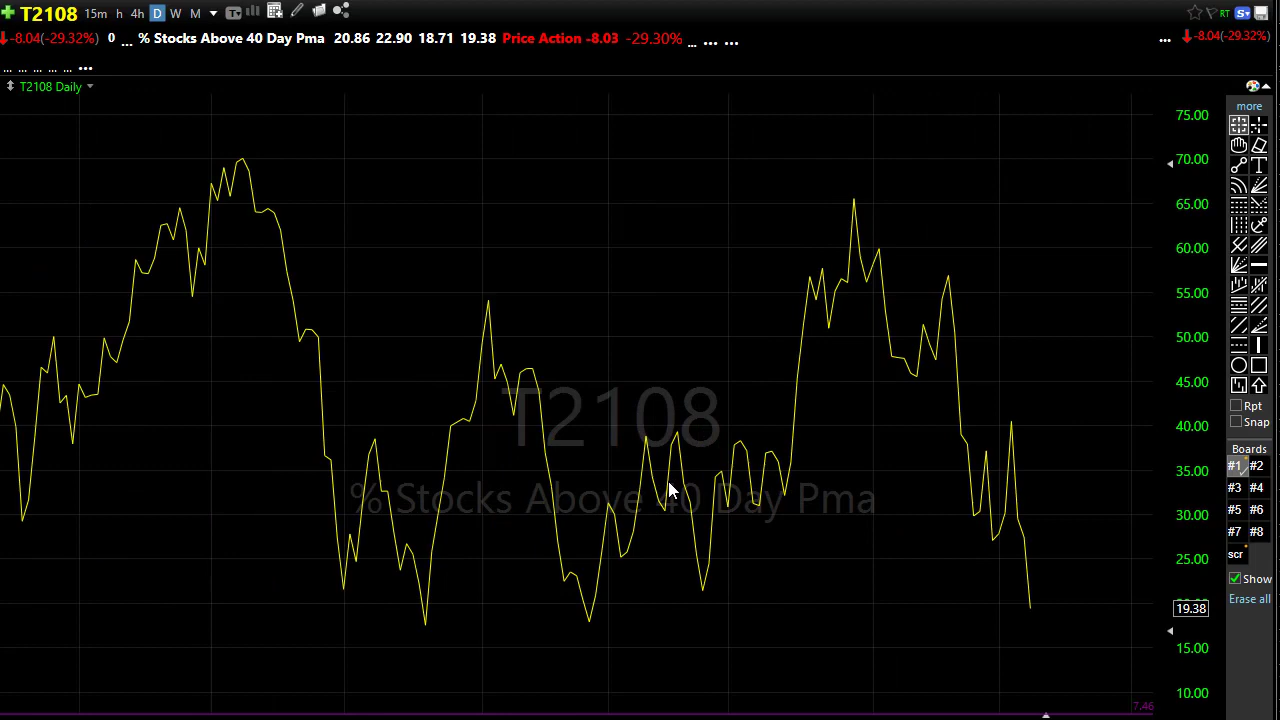 T2108 15m h 4h D W M T RT S
-8.04(-29.32%) 0 ... % Stocks Above 40 Day Pma 20.86 22.90 18.71 19.38 Price Action -8.03 -29.30% ... ... ... ... -8.04(29.32%)
... ... ... ... ... ...
T2108 Daily
more
75.00
70.00
65.00
60.00
55.00
50.00
45.00
40.00
35.00
30.00
25.00
19.38
15.00
10.00
7.46
T2108
% Stocks Above 40 Day Pma
T
Rpt
Snap
Boards
#1 #2
#3 #4
#5 #6
#7 #8
scr
Show
Erase all